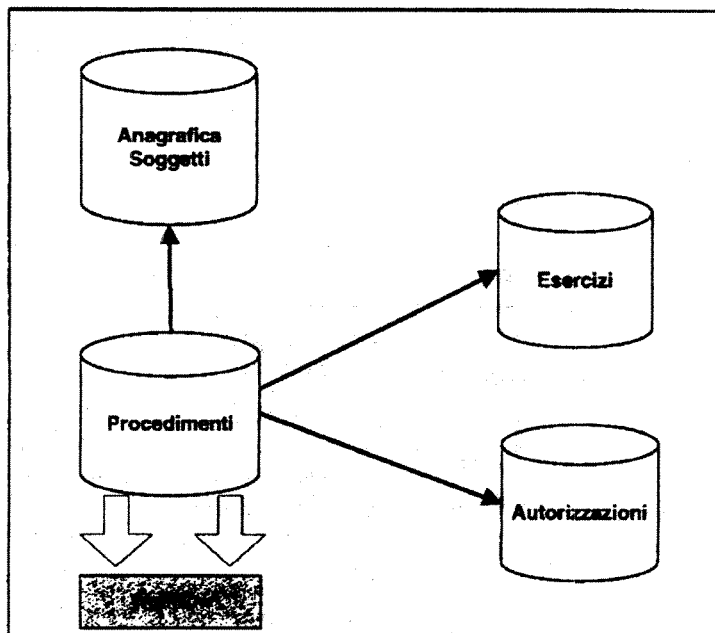 Anagrafica
Soggetti
Esercizi
Procedimenti
Autorizzazioni